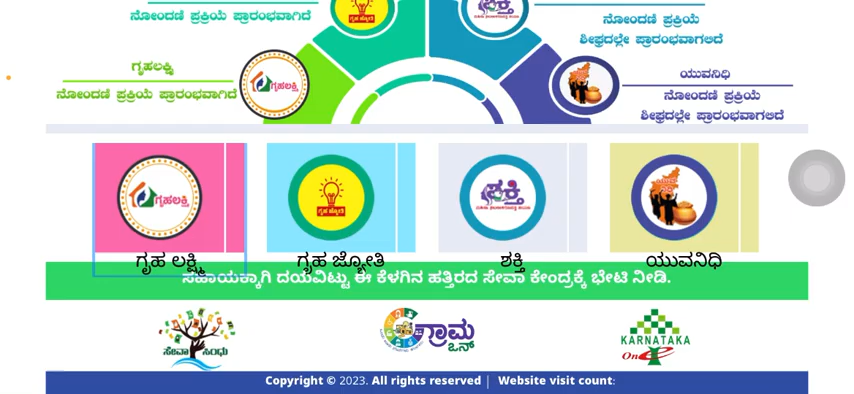 ನೋಂದಣಿ ಪ್ರಕ್ರಿಯೆ ಪ್ರಾರಂಭವಾಗಿದೆ
ಗೃಹ ಜ್ಯೋತಿ
ಶಕ್ತಿ
ನೋಂದಣಿ ಪ್ರಕ್ರಿಯೆ
ಶೀಘ್ರದಲ್ಲೇ ಪ್ರಾರಂಭವಾಗಲಿದೆ
ಗೃಹಲಕ್ಷ್ಮಿ
ನೋಂದಣಿ ಪ್ರಕ್ರಿಯೆ ಪ್ರಾರಂಭವಾಗಿದೆ
ಗೃಹಲಕ್ಷ್ಮಿ
ಯುವನಿಧಿ
ನೋಂದಣಿ ಪ್ರಕ್ರಿಯೆ
ಶೀಘ್ರದಲ್ಲೇ ಪ್ರಾರಂಭವಾಗಲಿದೆ
ಗೃಹಲಕ್ಷ್ಮಿ
ಗೃಹ ಜ್ಯೋತಿ
ಶಕ್ತಿ
ಗೃಹ ಲಕ್ಷ್ಮಿ
ಗೃಹ ಜ್ಯೋತಿ
ಶಕ್ತಿ
ಯುವನಿಧಿ
ಸಹಾಯಕ್ಕಾಗಿ ದಯವಿಟ್ಟು ಈ ಕೆಳಗಿನ ಹತ್ತಿರದ ಸೇವಾ ಕೇಂದ್ರಕ್ಕೆ ಭೇಟಿ ನೀಡಿ.
ಸೇವಾ ಸಿಂಧು
ಗ್ರಾಮ
ಒನ್
KARNATAKA
One
Copyright © 2023. All rights reserved | Website visit count: